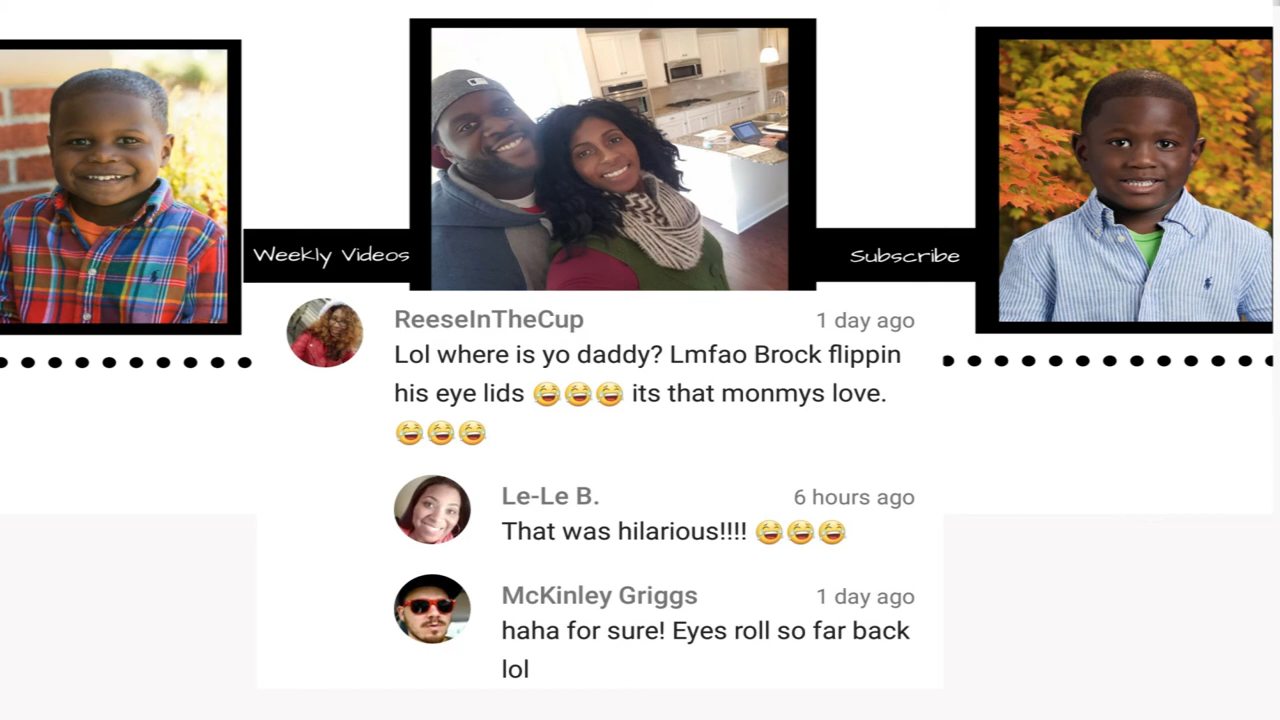 Weekly Videos
Subscribe
ReeseInTheCup 1 day ago
Lol where is yo daddy? Lmfao Brock flippin
his eye lids 😂😂😂 its that monmys love.
😂😂😂
Le-Le B. 6 hours ago
That was hilarious!!!! 😂😂😂
McKinley Griggs 1 day ago
haha for sure! Eyes roll so far back
lol